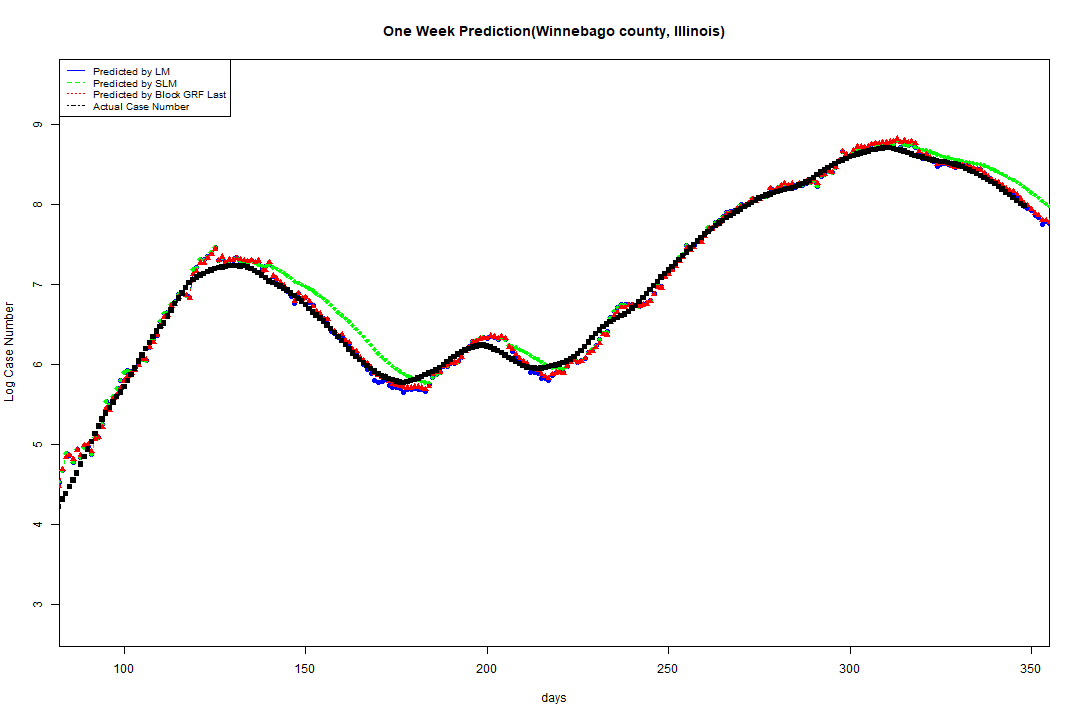 One Week Prediction(Winnebago county, Illinois)
Predicted by LM
Predicted by SLM
Predicted by Block GRF Last
Actual Case Number
9
8
7
6
5
4
3
Log Case Number
100 150 200 250 300 350
days